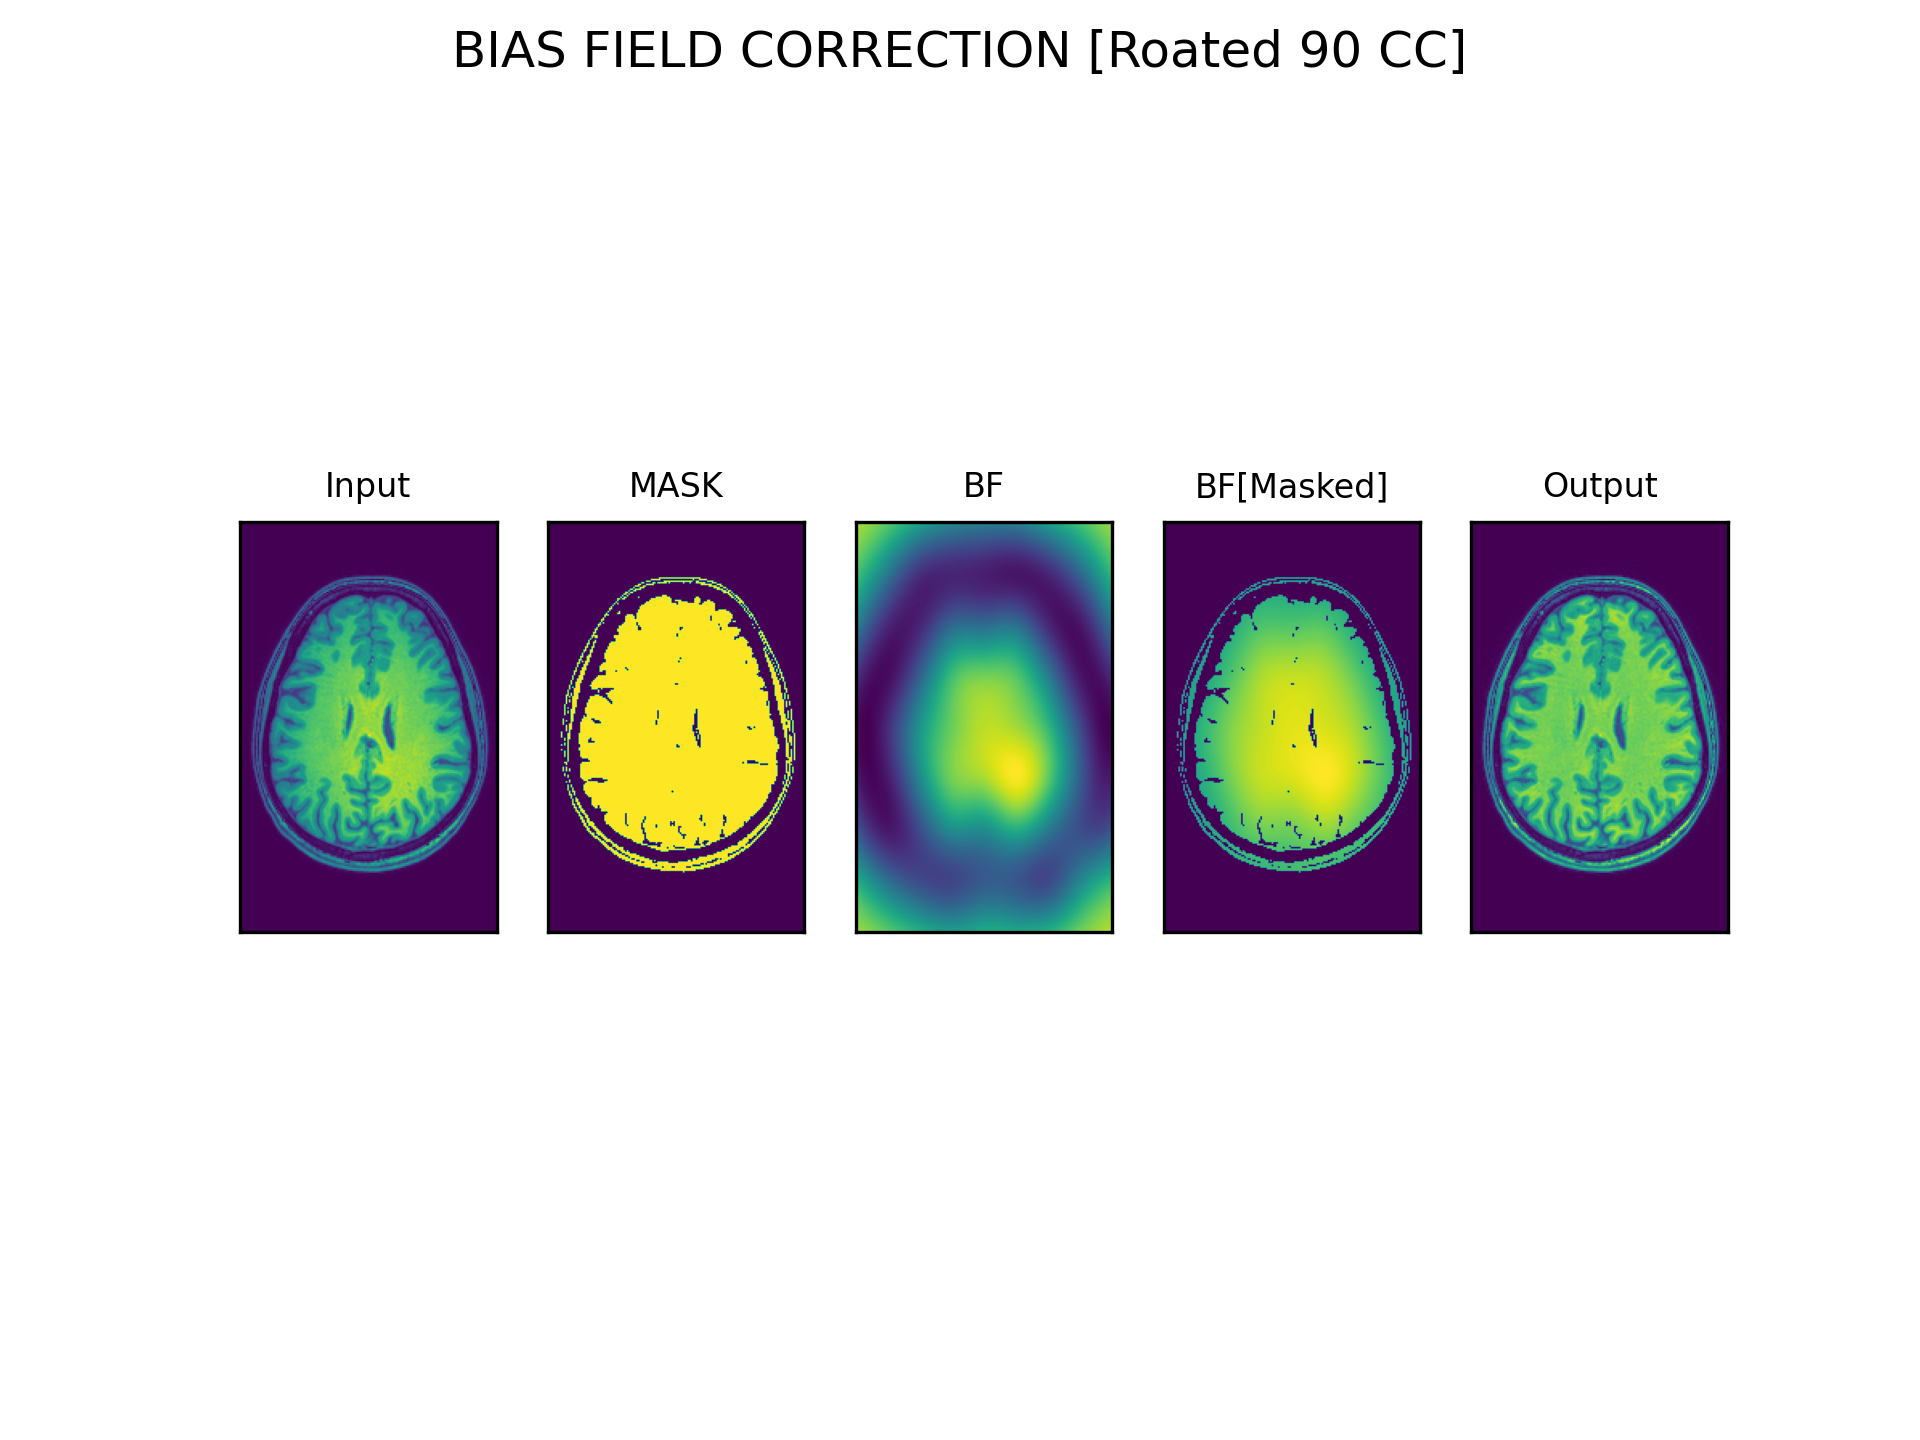 BIAS FIELD CORRECTION [Roated 90 CC]
Input
MASK
BF
BF[Masked]
Output